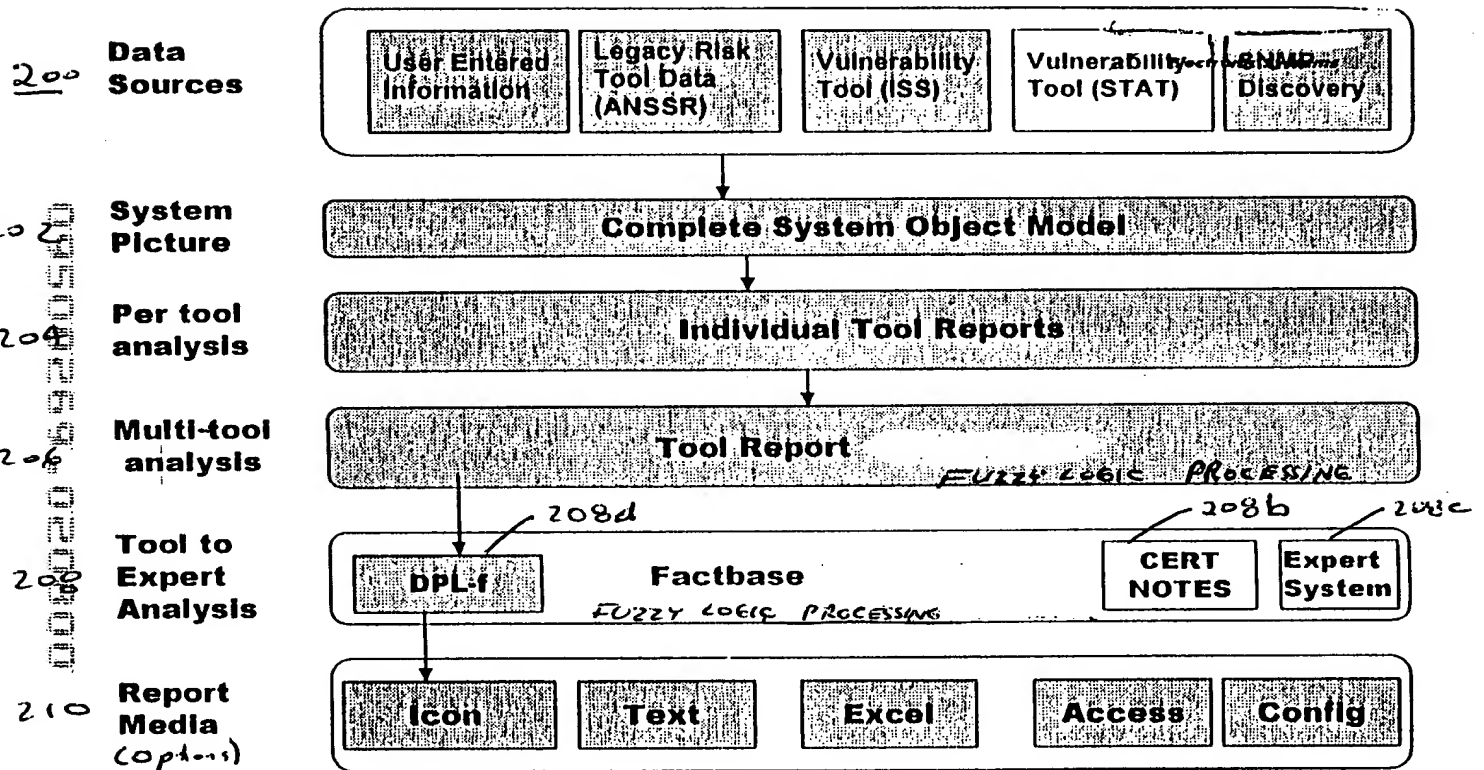 200
Data
Sources
User Entered
Information
Legacy Risk
Tool Data
(ANSSR)
Vulnerability
Tool (ISS)
Vulnerability
Tool (STAT)
SNMP
Discovery
System
Picture
Complete System Object Model
204
Per tool
analysis
Individual Tool Reports
206
Multi-tool
analysis
Tool Report
FUZZY LOGIC PROCESSING
208d
208b
208c
Tool to
Expert
Analysis
DPL-f
Factbase
FUZZY LOGIC PROCESSING
CERT
NOTES
Expert
System
210
Report
Media
(options)
Icon
Text
Excel
Access
Config